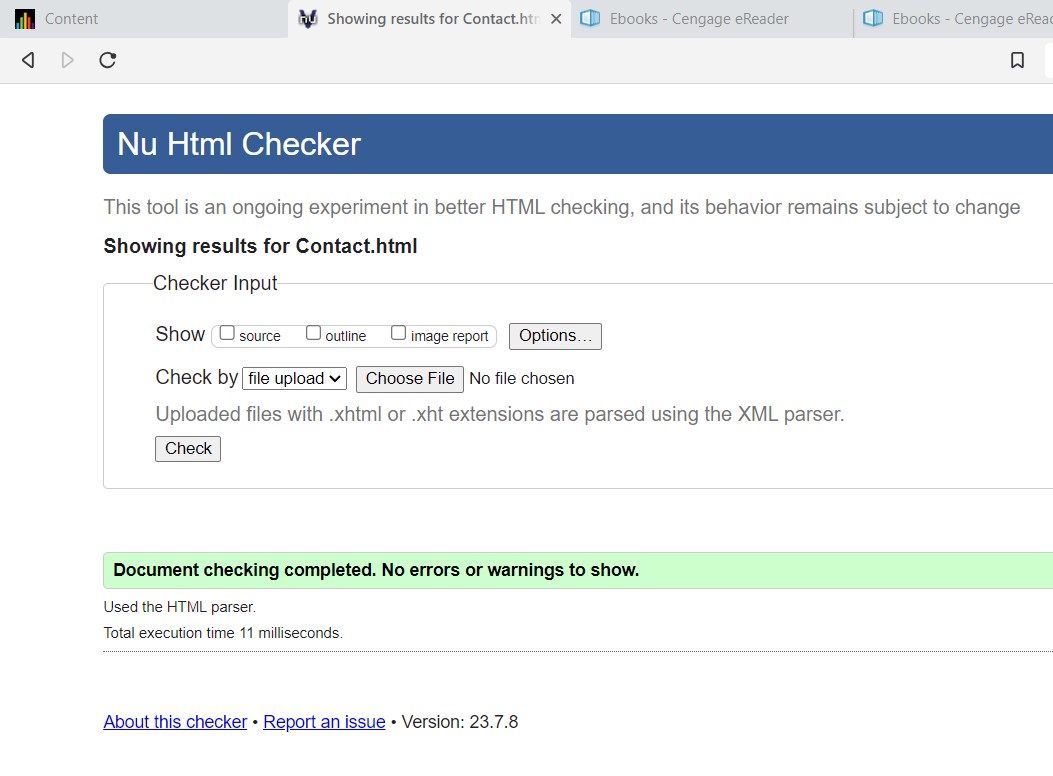 Content
Showing results for Contact.htm
Ebooks - Cengage eReader
Ebooks - Cengage eRead
Nu Html Checker
This tool is an ongoing experiment in better HTML checking, and its behavior remains subject to change
Showing results for Contact.html
Checker Input
Show source outline image report Options...
Check by file upload Choose File No file chosen
Uploaded files with .xhtml or .xht extensions are parsed using the XML parser.
Check
Document checking completed. No errors or warnings to show.
Used the HTML parser.
Total execution time 11 milliseconds.
About this checker • Report an issue • Version: 23.7.8